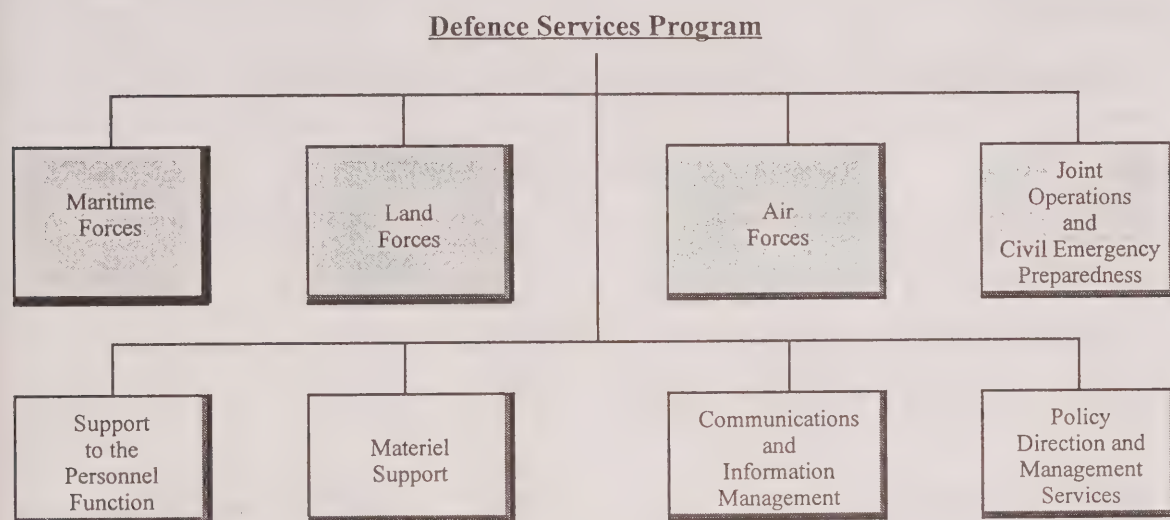 Defence Services Program
Maritime
Forces
Land
Forces
Air
Forces
Joint
Operations
and
Civil Emergency
Preparedness
Support
to the
Personnel
Function
Materiel
Support
Communications
and
Information
Management
Policy
Direction and
Management
Services